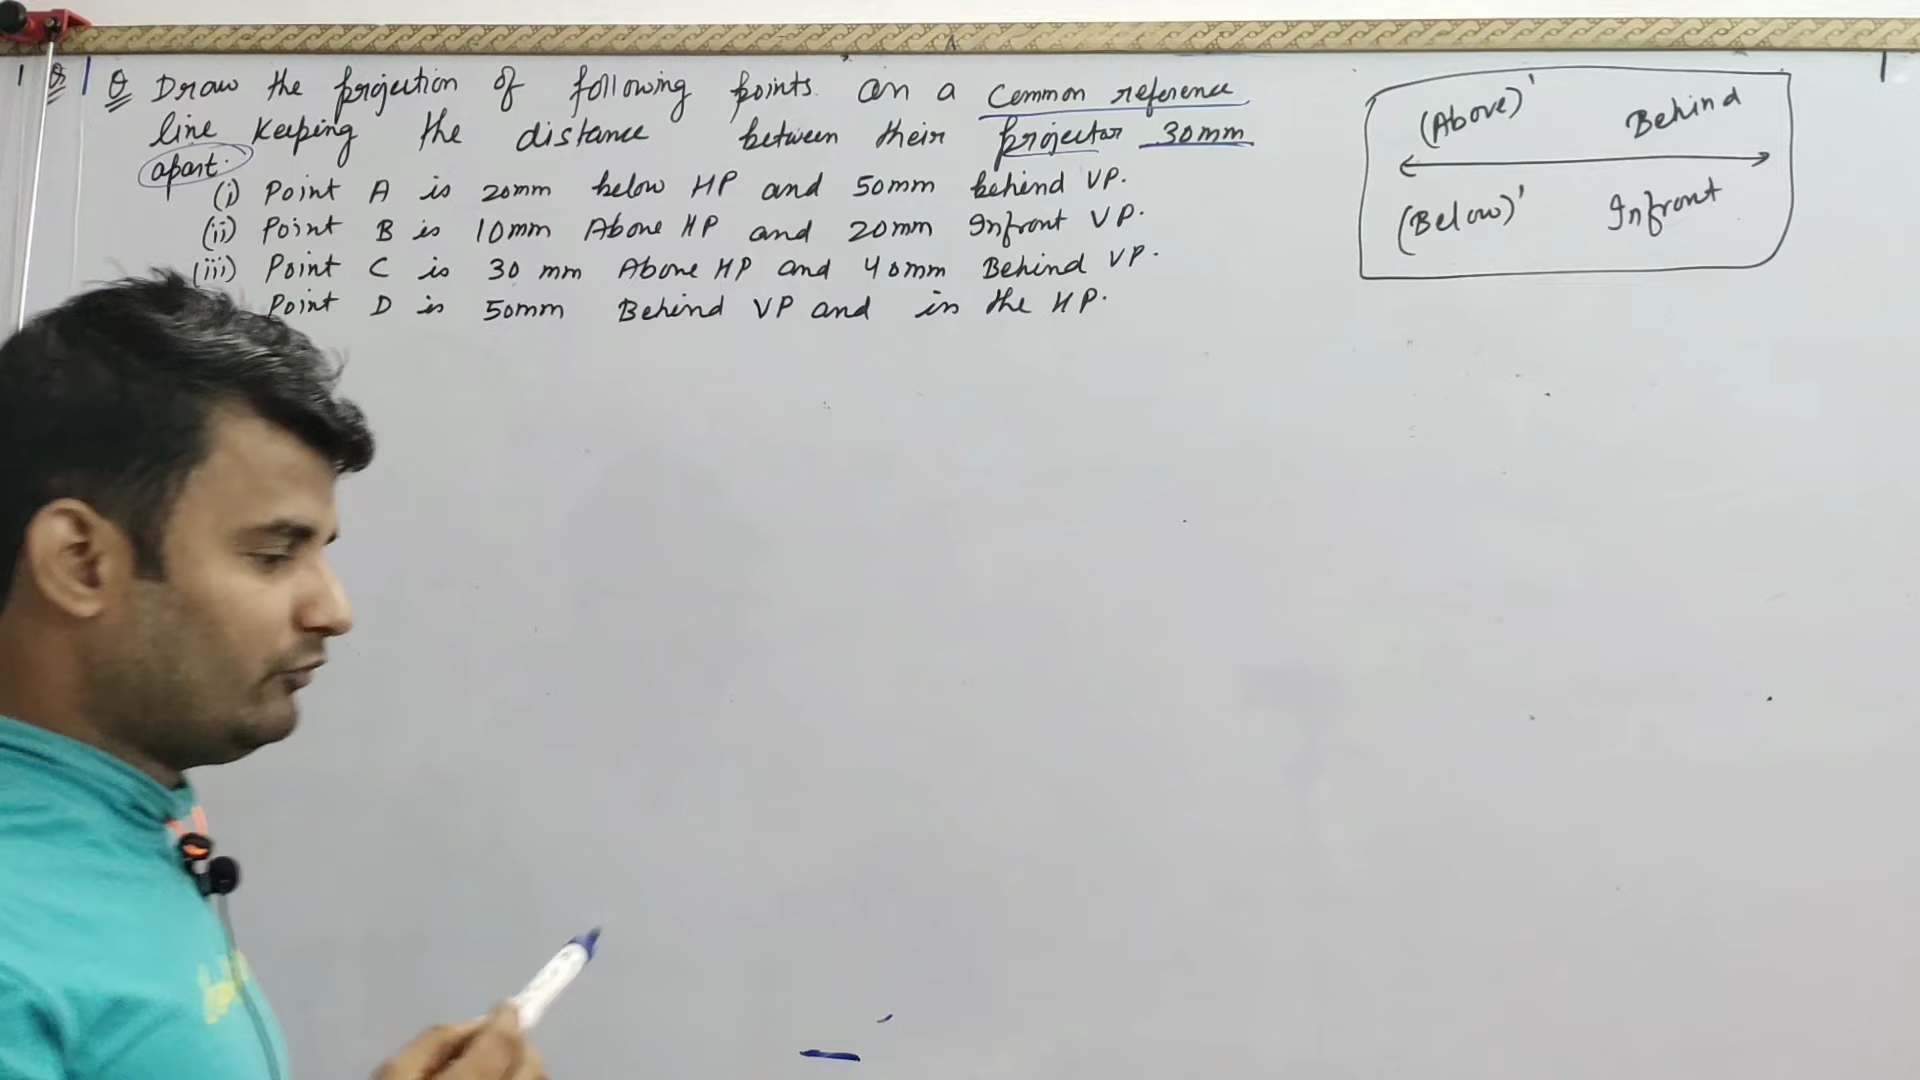 Q Draw the projection of following points on a Common reference
line keeping the distance between their projector 30mm
apart.
(i) Point A is 20mm below HP and 50mm behind VP.
(ii) Point B is 10mm Above HP and 20mm Infront VP.
(iii) Point C is 30 mm Above HP and 40mm Behind VP.
Point D is 50mm Behind VP and in the HP.
(Above)' Behind
(Below)' Infront